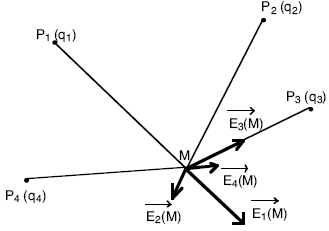 P2 (q2)
P1 (q1)
P3 (q3)
E3(M)
M
E4(M)
P4 (q4)
E2(M)
E1(M)